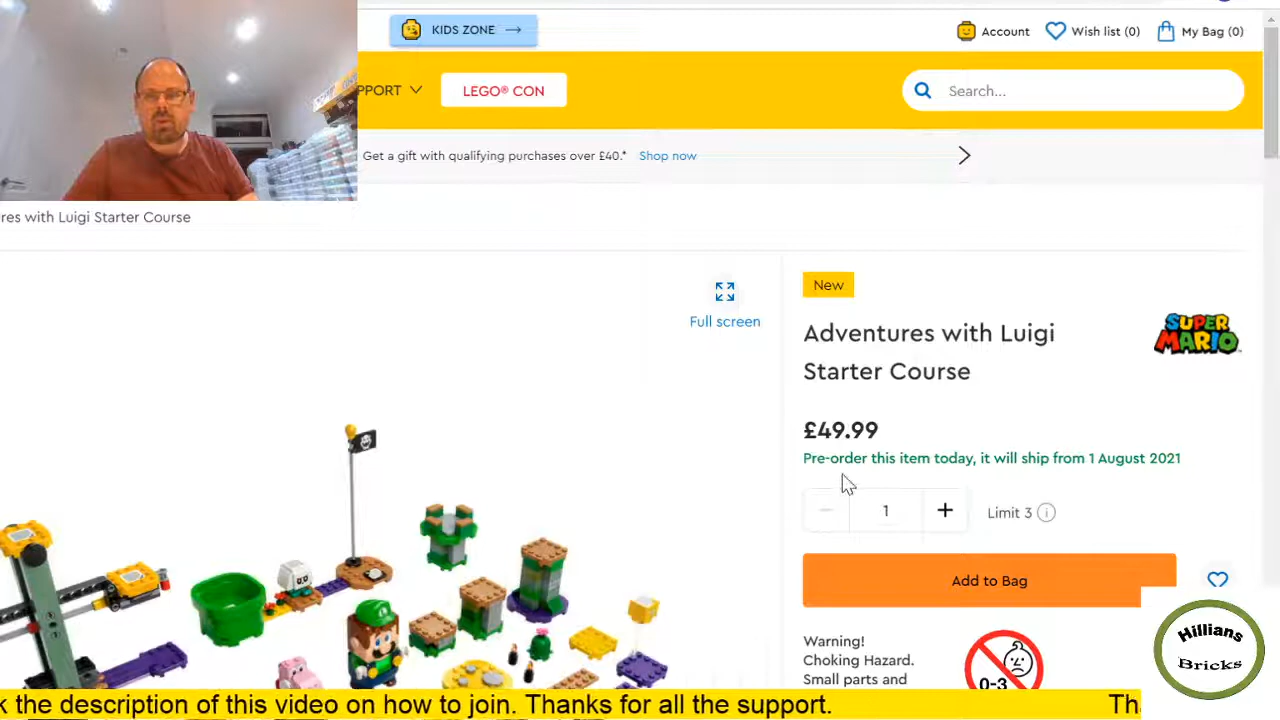 KIDS ZONE →
Account
Wish list (0)
My Bag (0)
PPORT
LEGO® CON
Search...
Get a gift with qualifying purchases over £40.* Shop now
res with Luigi Starter Course
Full screen
New
Adventures with Luigi
Starter Course
SUPER
MARIO
£49.99
Pre-order this item today, it will ship from 1 August 2021
1
Limit 3
Add to Bag
Warning!
Choking Hazard.
Small parts and
0-3
Hillians
Bricks
k the description of this video on how to join. Thanks for all the support.
Th